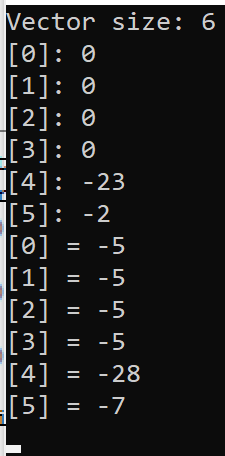 Vector size: 6
[0]: 0
[1]: 0
[2]: 0
[3]: 0
[4]: -23
[5]: -2
[0] = -5
[1] = -5
[2] = -5
[3] = -5
[4] = -28
[5] = -7